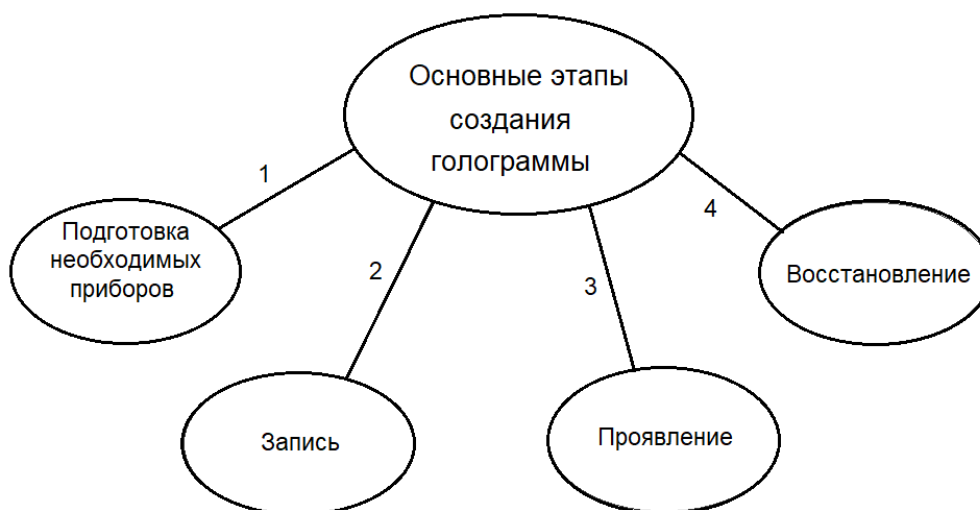 Основные этапы
создания
голограммы
1
Подготовка
необходимых
приборов
2
Запись
3
Проявление
4
Восстановление